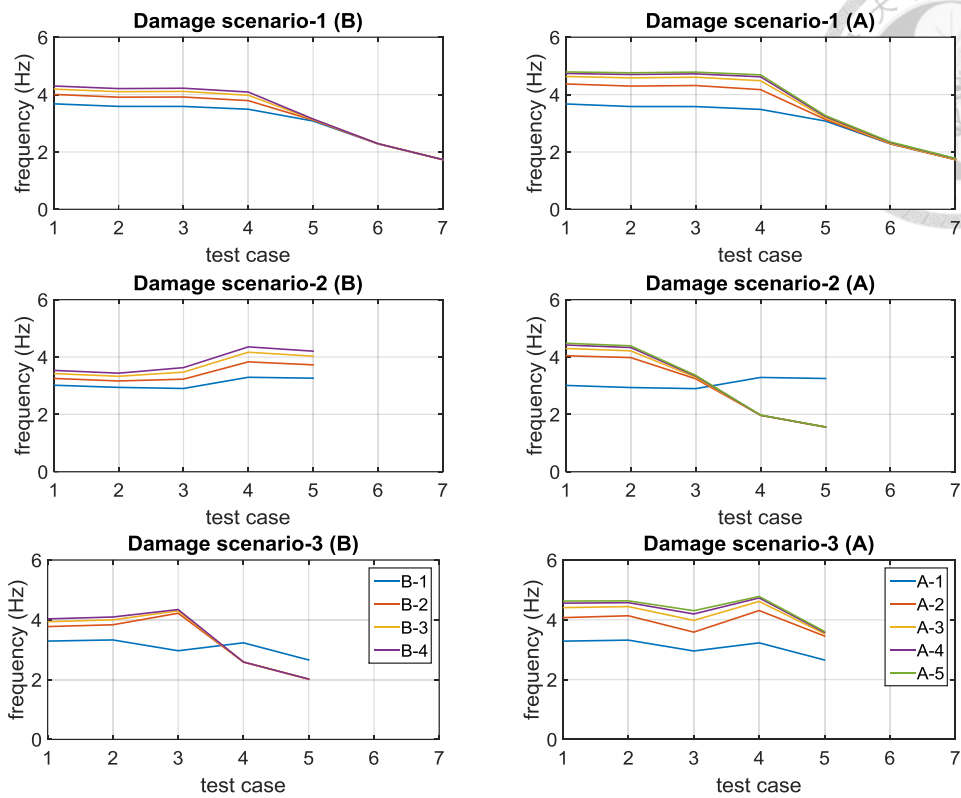 Damage scenario-1 (B)
frequency (Hz)
6
4
2
0
1 2 3 4 5 6 7
test case
Damage scenario-1 (A)
frequency (Hz)
6
4
2
0
1 2 3 4 5 6 7
test case
Damage scenario-2 (B)
frequency (Hz)
6
4
2
0
1 2 3 4 5 6 7
test case
Damage scenario-2 (A)
frequency (Hz)
6
4
2
0
1 2 3 4 5 6 7
test case
Damage scenario-3 (B)
frequency (Hz)
6
4
2
0
1 2 3 4 5 6 7
test case
B-1
B-2
B-3
B-4
Damage scenario-3 (A)
frequency (Hz)
6
4
2
0
1 2 3 4 5 6 7
test case
A-1
A-2
A-3
A-4
A-5